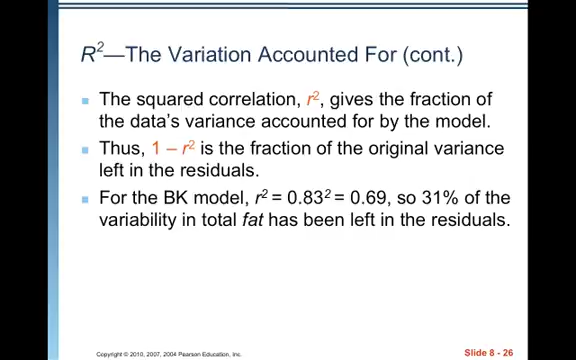 R²—The Variation Accounted For (cont.)
The squared correlation, r², gives the fraction of
the data's variance accounted for by the model.
Thus, 1 – r² is the fraction of the original variance
left in the residuals.
For the BK model, r² = 0.83² = 0.69, so 31% of the
variability in total fat has been left in the residuals.
Copyright © 2010, 2007, 2004 Pearson Education, Inc.
Slide 8 - 26